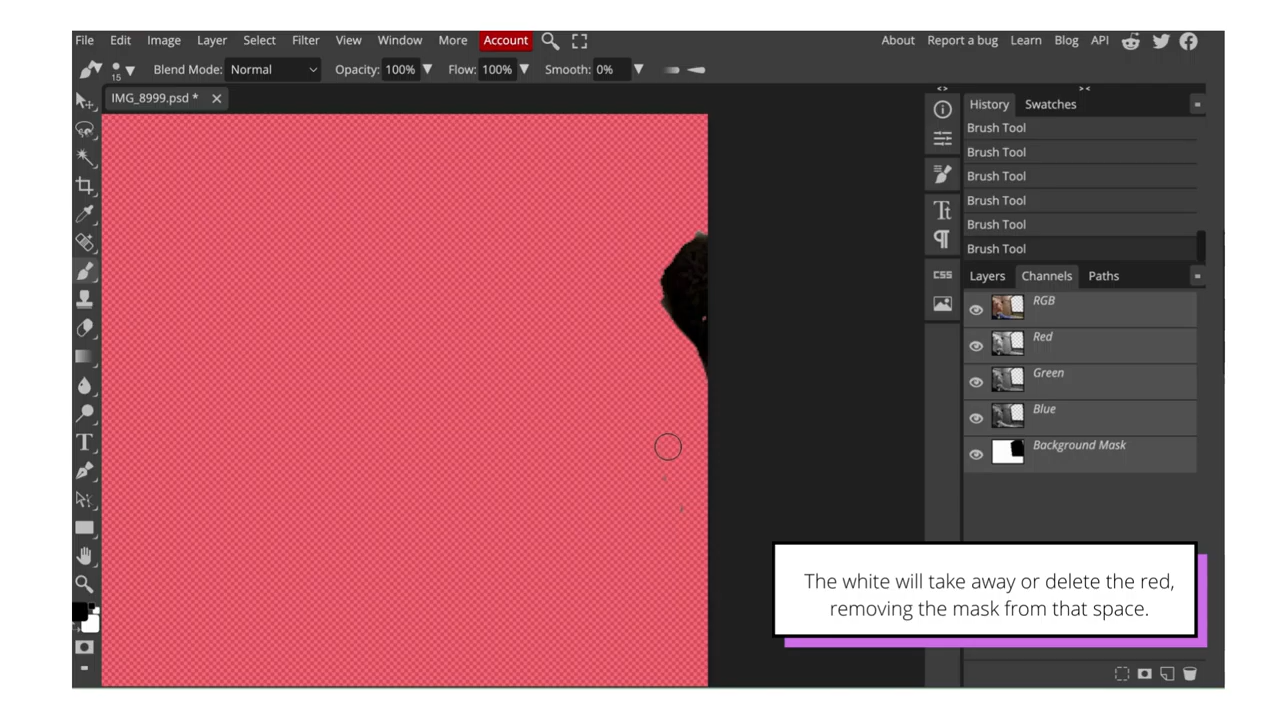 File Edit Image Layer Select Filter View Window More Account About Report a bug Learn Blog API
15 Blend Mode: Normal Opacity: 100% Flow: 100% Smooth: 0%
IMG_8999.psd *
History Swatches
Brush Tool
Brush Tool
Brush Tool
Brush Tool
Brush Tool
Brush Tool
Layers Channels Paths
CSS
RGB
Red
Green
Blue
Background Mask
The white will take away or delete the red,
removing the mask from that space.